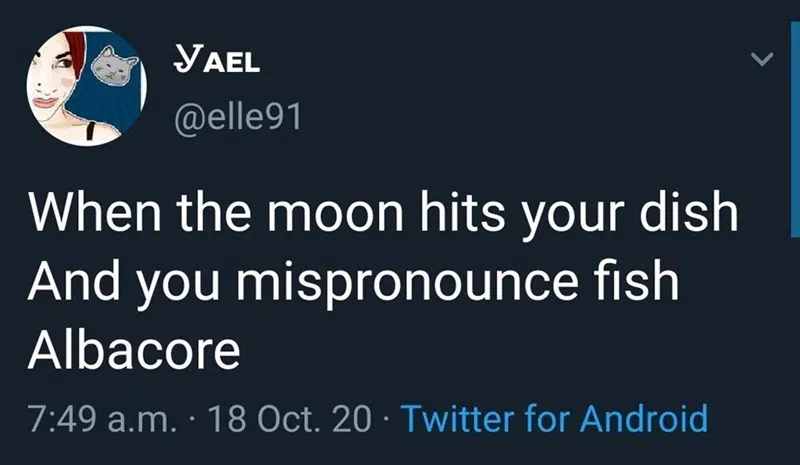 YAEL
@elle91
When the moon hits your dish
And you mispronounce fish
Albacore
7:49 a.m. · 18 Oct. 20 · Twitter for Android